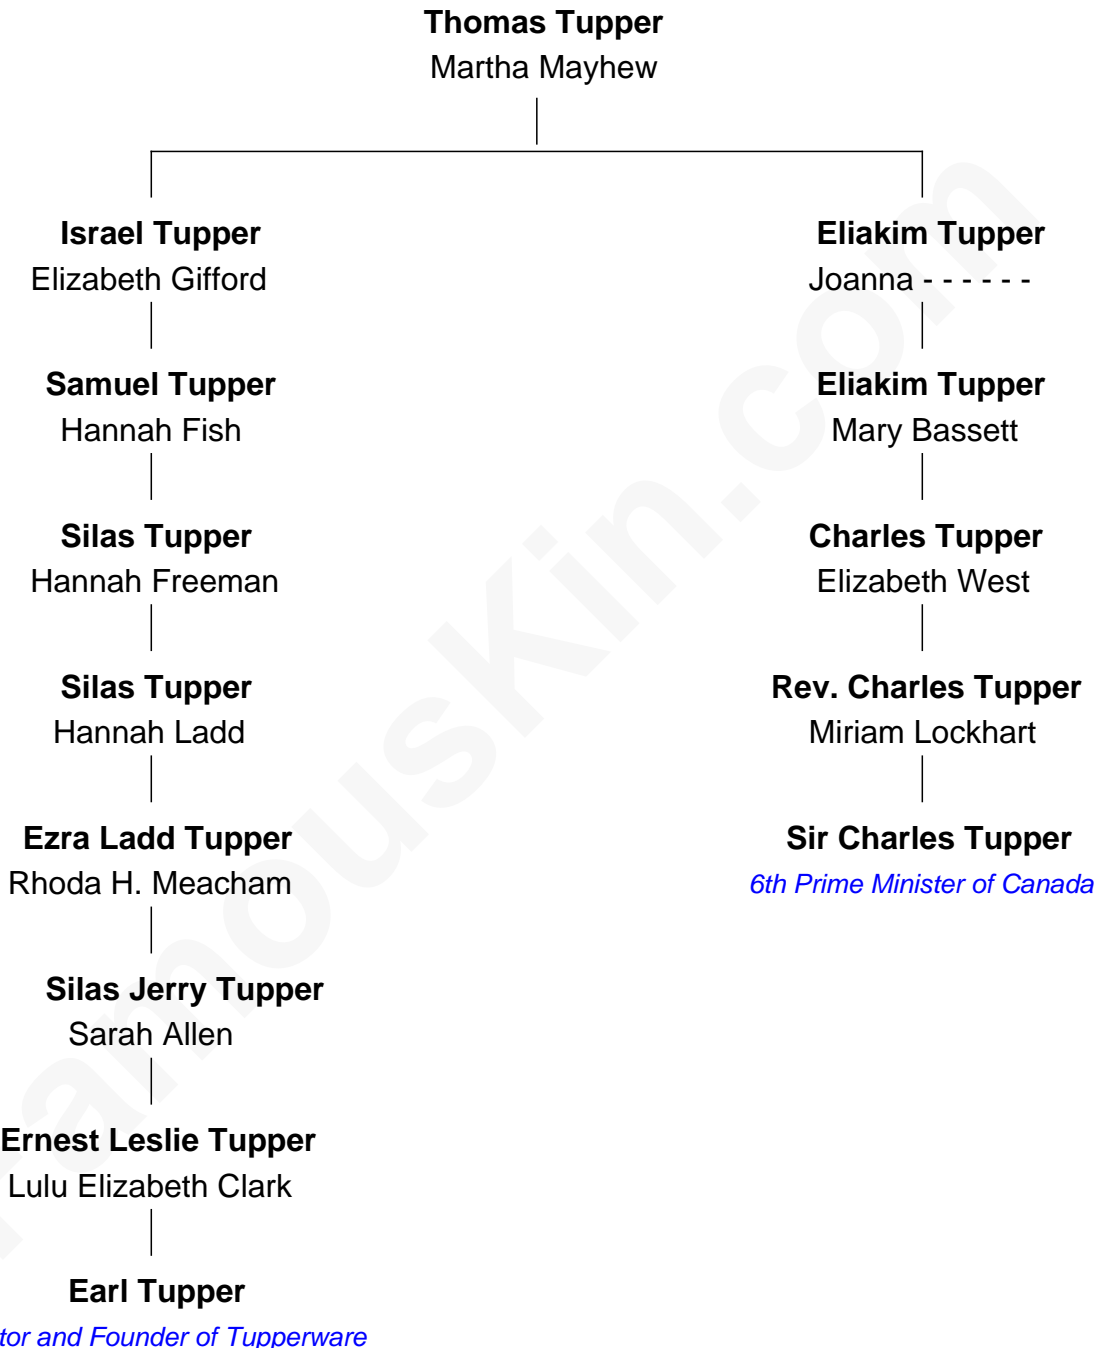 Thomas Tupper
Martha Mayhew
Israel Tupper
Elizabeth Gifford
Samuel Tupper
Hannah Fish
Silas Tupper
Hannah Freeman
Silas Tupper
Hannah Ladd
Ezra Ladd Tupper
Rhoda H. Meacham
Silas Jerry Tupper
Sarah Allen
Ernest Leslie Tupper
Lulu Elizabeth Clark
Earl Tupper
tor and Founder of Tupperware
Eliakim Tupper
Joanna - - - - - -
Eliakim Tupper
Mary Bassett
Charles Tupper
Elizabeth West
Rev. Charles Tupper
Miriam Lockhart
Sir Charles Tupper
6th Prime Minister of Canada
FamousKin.com